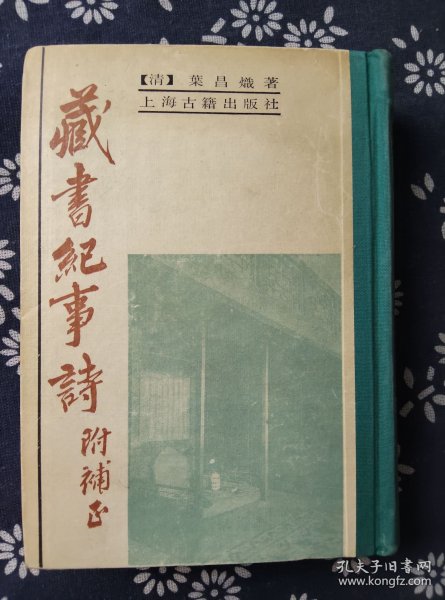 【清】葉昌熾著
上海古籍出版社
藏書紀事詩
附補正
孔夫子旧书网
www.kongfz.com